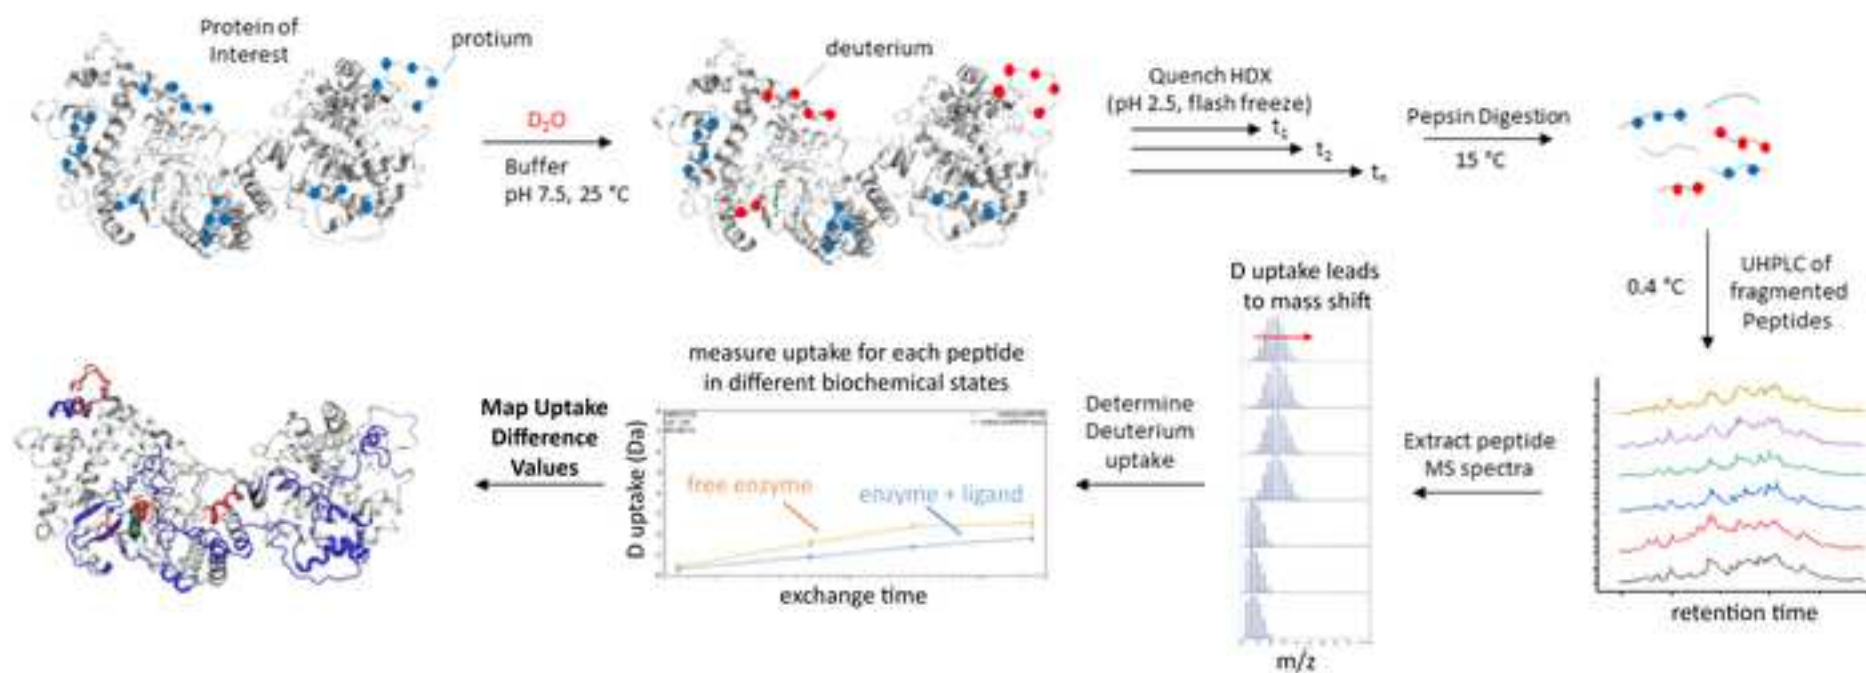 Protein of
Interest
protium
D₂O
Buffer
pH 7.5, 25 °C
deuterium
Quench HDX
(pH 2.5, flash freeze)
t₁
t₂
tₙ
Pepsin Digestion
15 °C
0.4 °C
UHPLC of
fragmented
Peptides
retention time
Extract peptide
MS spectra
D uptake leads
to mass shift
m/z
Determine
Deuterium
uptake
measure uptake for each peptide
in different biochemical states
D uptake (Da)
free enzyme
enzyme + ligand
exchange time
Map Uptake
Difference
Values